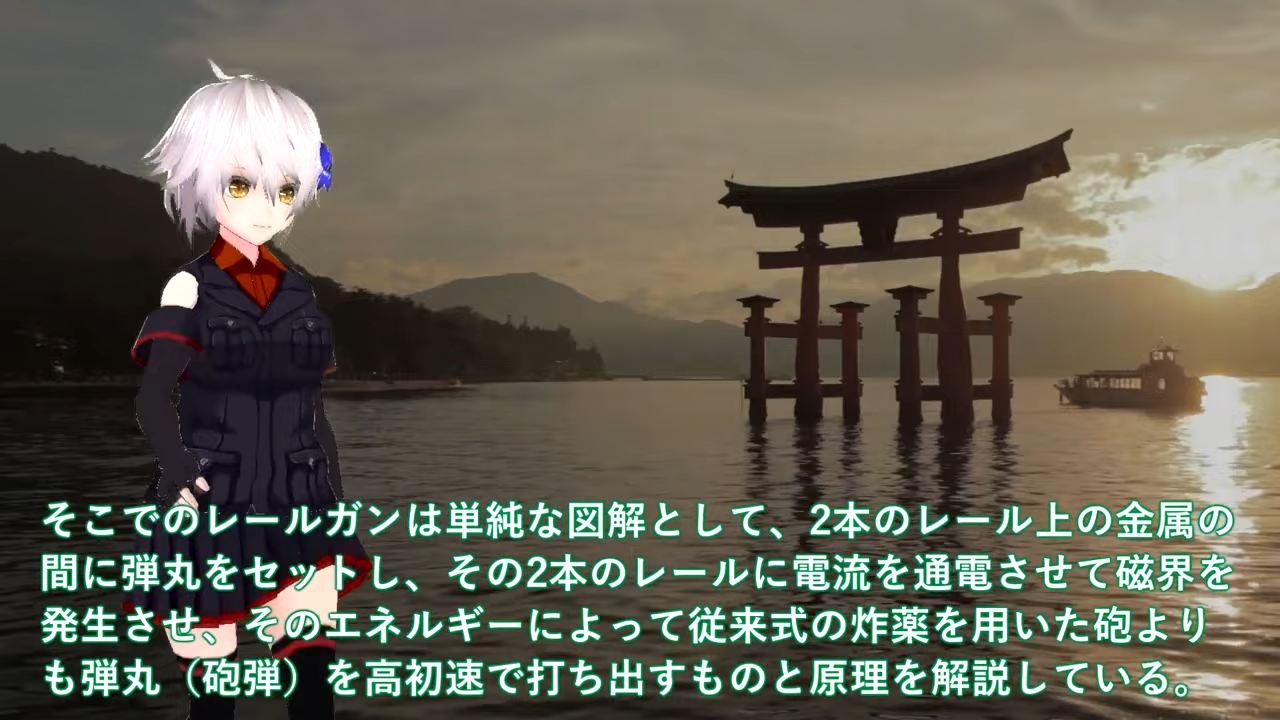 そこでのレールガンは単純な図解として、2本のレール上の金属の
間に弾丸をセットし、その2本のレールに電流を通電させて磁界を
発生させ、そのエネルギーによって従来式の炸薬を用いた砲より
も弾丸（砲弾）を高初速で打ち出すものと原理を解説している。